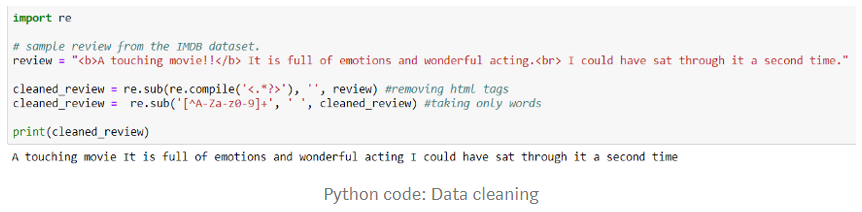 import re
# sample review from the IMDB dataset.
review = "<b>A touching movie!!</b> It is full of emotions and wonderful acting.<br> I could have sat through it a second time."
cleaned_review = re.sub(re.compile('<.*?>'), '', review) #removing html tags
cleaned_review =  re.sub('[^A-Za-z0-9]+', ' ', cleaned_review) #taking only words
print(cleaned_review)
A touching movie It is full of emotions and wonderful acting I could have sat through it a second time
Python code: Data cleaning